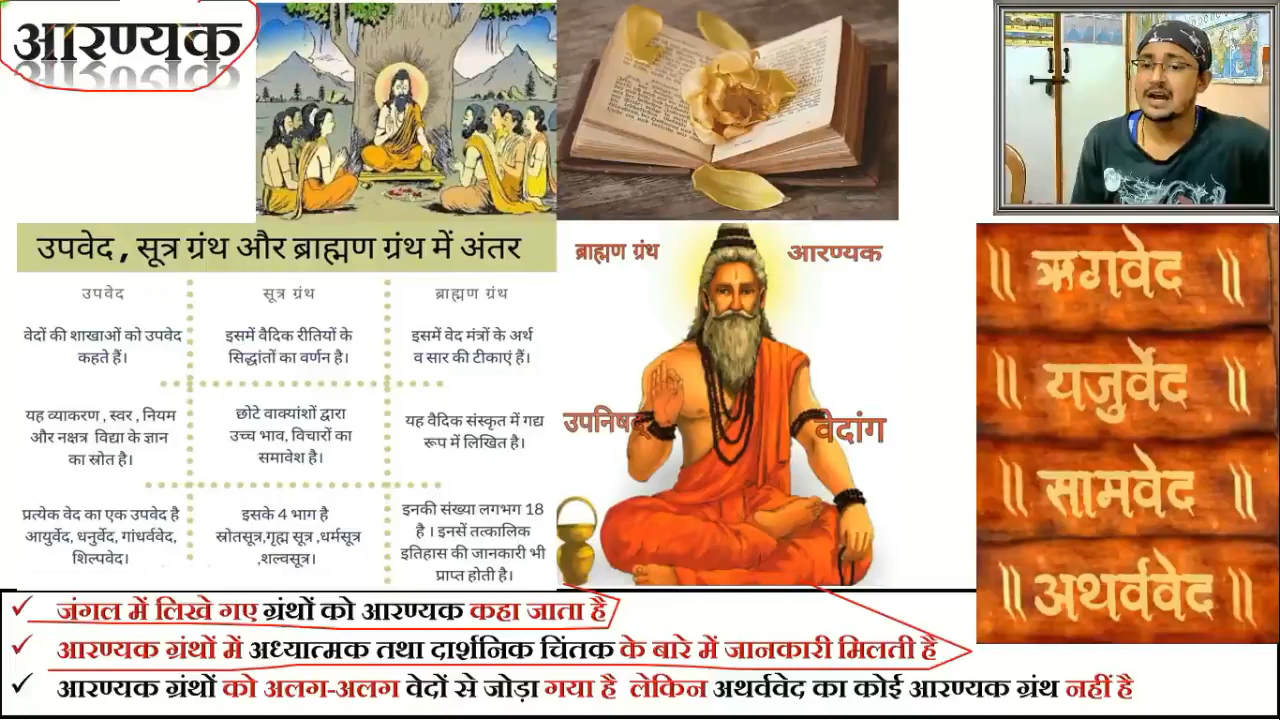 आरण्यक
उपवेद , सूत्र ग्रंथ और ब्राह्मण ग्रंथ में अंतर
उपवेद
सूत्र ग्रंथ
ब्राह्मण ग्रंथ
वेदों की शाखाओं को उपवेद
कहते हैं।
इसमें वैदिक रीतियों के
सिद्धांतों का वर्णन है।
इसमें वेद मंत्रों के अर्थ
व सार की टीकाएं हैं।
यह व्याकरण , स्वर , नियम
और नक्षत्र विद्या के ज्ञान
का स्रोत है।
छोटे वाक्यांशों द्वारा
उच्च भाव, विचारों का
समावेश है।
यह वैदिक संस्कृत में गद्य
रूप में लिखित है।
प्रत्येक वेद का एक उपवेद है
आयुर्वेद, धनुर्वेद, गांधर्ववेद,
शिल्पवेद।
इसके 4 भाग है
स्रोतसूत्र,गृह्म सूत्र ,धर्मसूत्र
,शल्वसूत्र।
इनकी संख्या लगभग 18
है । इनसें तत्कालिक
इतिहास की जानकारी भी
प्राप्त होती है।
ब्राह्मण ग्रंथ
आरण्यक
उपनिषद
वेदांग
॥ ऋगवेद ॥
॥ यजुर्वेद ॥
॥ सामवेद ॥
॥ अथर्ववेद ॥
✓ जंगल में लिखे गए ग्रंथों को आरण्यक कहा जाता है
✓ आरण्यक ग्रंथों में अध्यात्मक तथा दार्शनिक चिंतक के बारे में जानकारी मिलती है
✓ आरण्यक ग्रंथों को अलग-अलग वेदों से जोड़ा गया है लेकिन अथर्ववेद का कोई आरण्यक ग्रंथ नहीं है